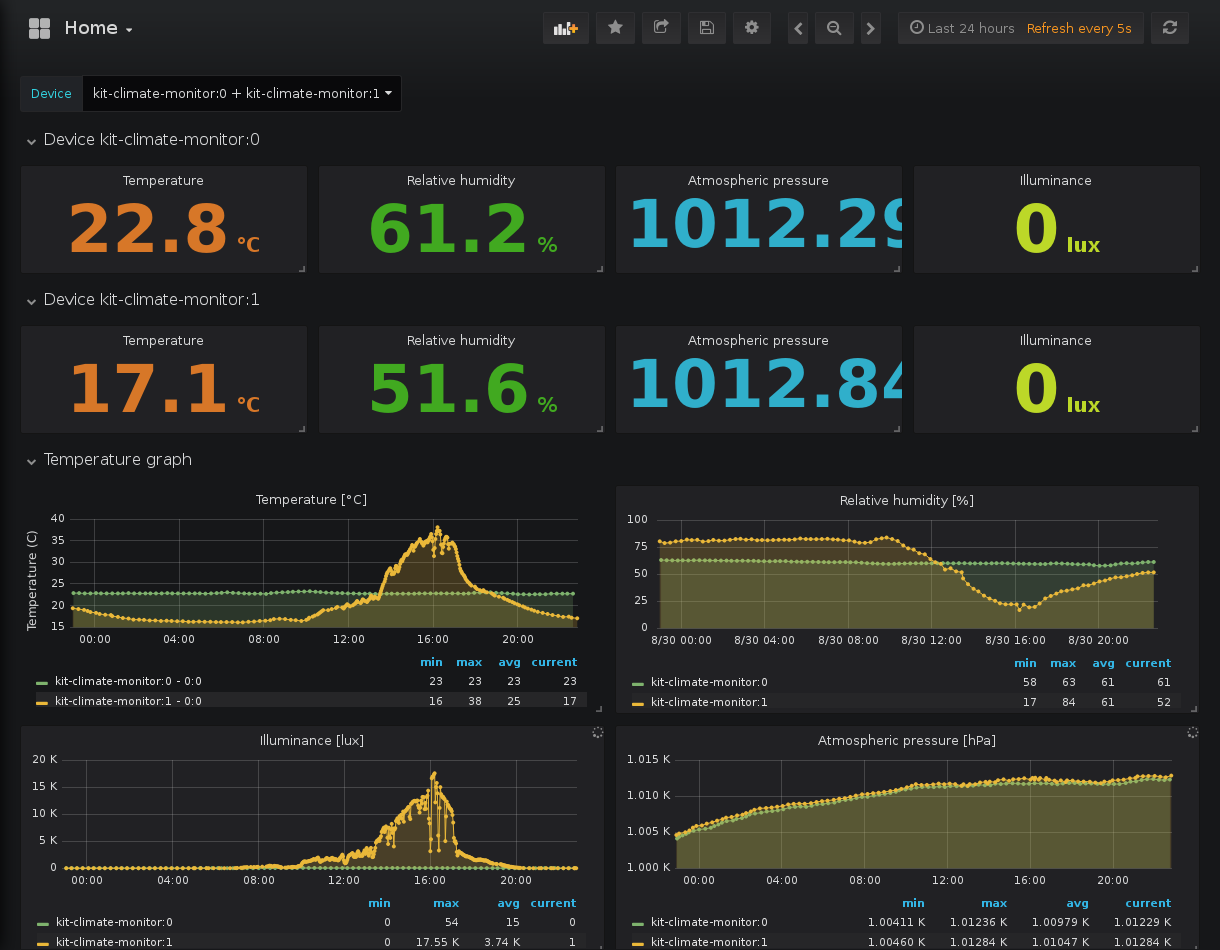 Home
Last 24 hours Refresh every 5s
Device kit-climate-monitor:0 + kit-climate-monitor:1
Device kit-climate-monitor:0
Temperature Relative humidity Atmospheric pressure Illuminance
22.8 °C 61.2 % 1012.29 0 lux
Device kit-climate-monitor:1
Temperature Relative humidity Atmospheric pressure Illuminance
17.1 °C 51.6 % 1012.84 0 lux
Temperature graph
Temperature [°C]
Temperature (C)
40
35
30
25
20
15
00:00 04:00 08:00 12:00 16:00 20:00
min max avg current
kit-climate-monitor:0 - 0:0 23 23 23 23
kit-climate-monitor:1 - 0:0 16 38 25 17
Relative humidity [%]
100
75
50
25
0
8/30 00:00 8/30 04:00 8/30 08:00 8/30 12:00 8/30 16:00 8/30 20:00
min max avg current
kit-climate-monitor:0 58 63 61 61
kit-climate-monitor:1 17 84 61 52
Illuminance [lux]
20 K
15 K
10 K
5 K
0
00:00 04:00 08:00 12:00 16:00 20:00
min max avg current
kit-climate-monitor:0 0 54 15 0
kit-climate-monitor:1 0 17.55 K 3.74 K 1
Atmospheric pressure [hPa]
1.015 K
1.010 K
1.005 K
1.000 K
00:00 04:00 08:00 12:00 16:00 20:00
min max avg current
kit-climate-monitor:0 1.00411 K 1.01236 K 1.00979 K 1.01229 K
kit-climate-monitor:1 1.00460 K 1.01284 K 1.01047 K 1.01284 K